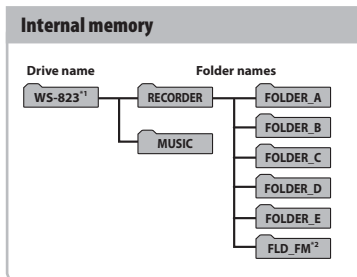 Internal memory
Drive name
Folder names
WS-823*1
RECORDER
FOLDER_A
FOLDER_B
MUSIC
FOLDER_C
FOLDER_D
FOLDER_E
FLD_FM*2